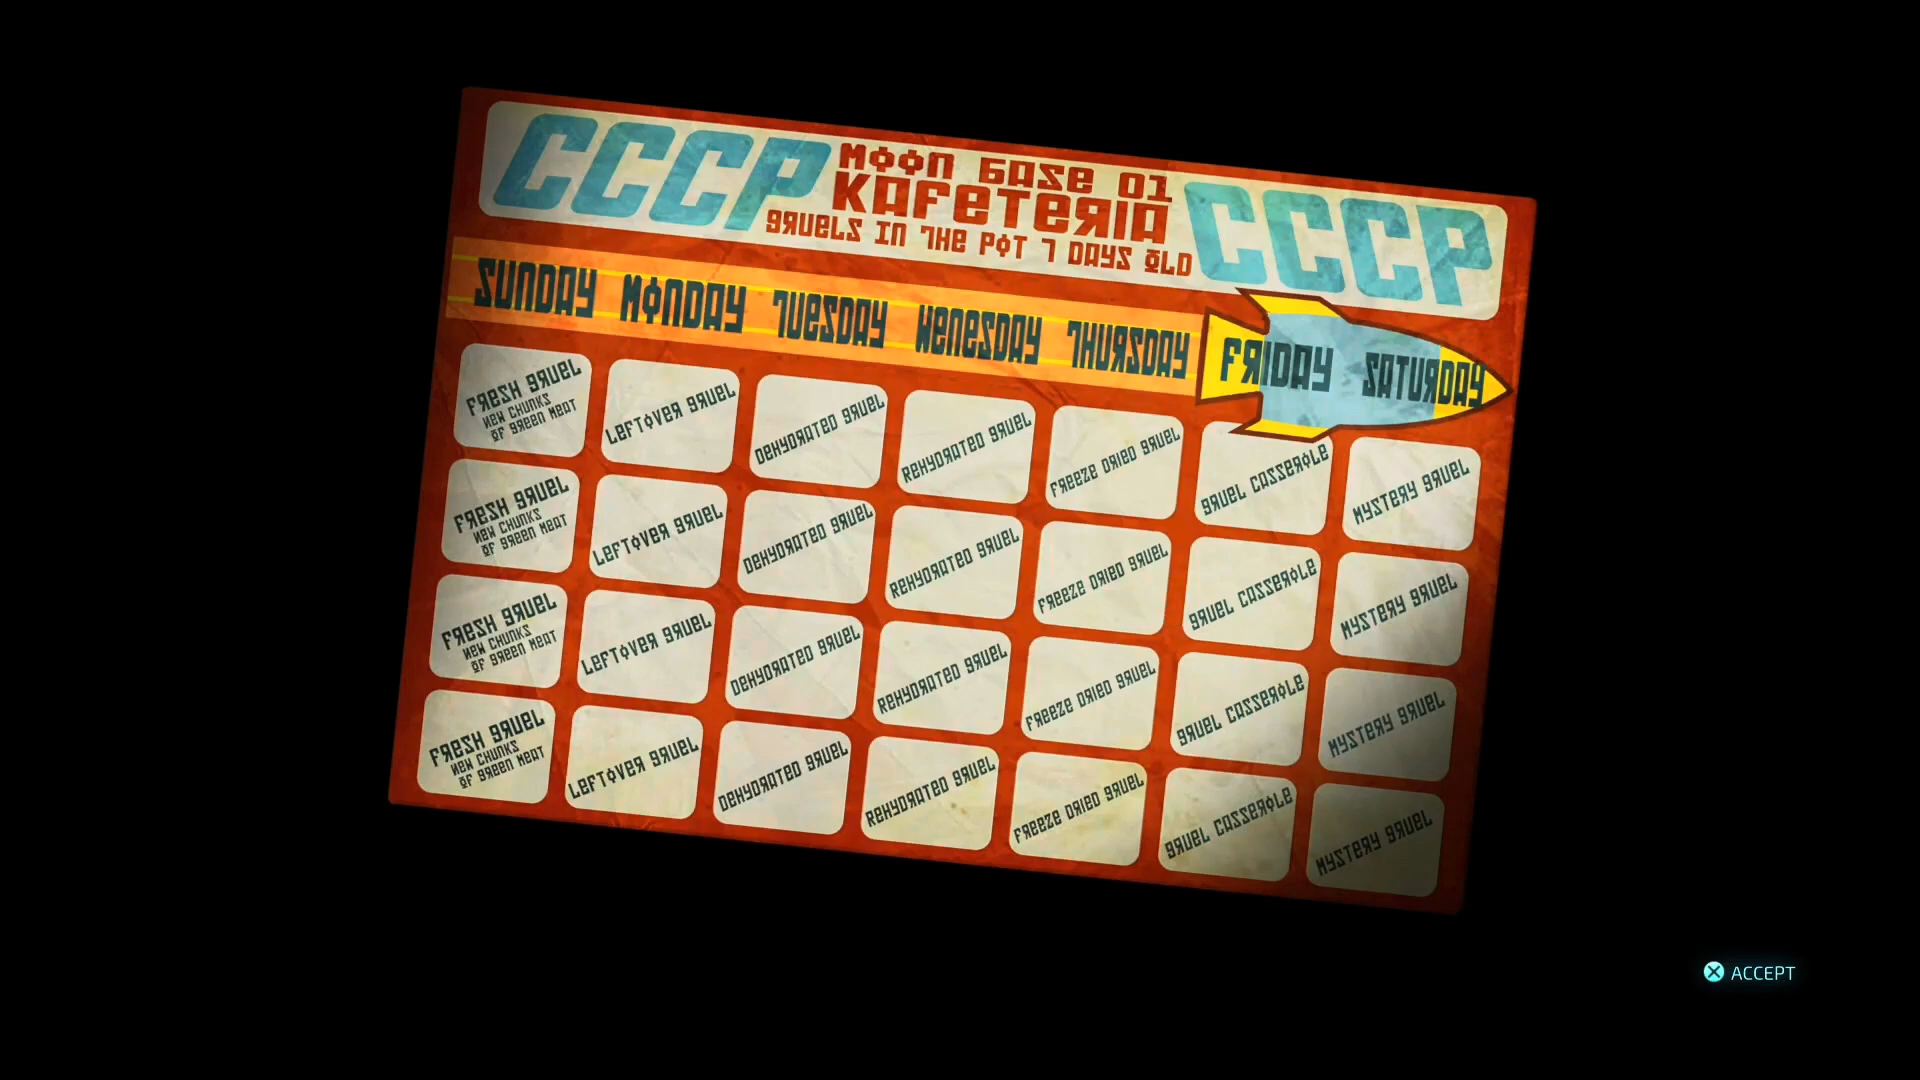 CCCP
MOON BASE 01
KAFETERIA
GRUELS IN THE POT 7 DAYS OLD
CCCP
SUNDAY MONDAY TUESDAY WENESDAY THURSDAY FRIDAY SATURDAY
FRESH GRUEL
NEW CHUNKS
OF GREEN MEAT
LEFTOVER GRUEL
DEHYDRATED GRUEL
REHYDRATED GRUEL
FREEZE DRIED GRUEL
GRUEL CASSEROLE
MYSTERY GRUEL
FRESH GRUEL
NEW CHUNKS
OF GREEN MEAT
LEFTOVER GRUEL
DEHYDRATED GRUEL
REHYDRATED GRUEL
FREEZE DRIED GRUEL
GRUEL CASSEROLE
MYSTERY GRUEL
FRESH GRUEL
NEW CHUNKS
OF GREEN MEAT
LEFTOVER GRUEL
DEHYDRATED GRUEL
REHYDRATED GRUEL
FREEZE DRIED GRUEL
GRUEL CASSEROLE
MYSTERY GRUEL
FRESH GRUEL
NEW CHUNKS
OF GREEN MEAT
LEFTOVER GRUEL
DEHYDRATED GRUEL
REHYDRATED GRUEL
FREEZE DRIED GRUEL
GRUEL CASSEROLE
MYSTERY GRUEL
ACCEPT